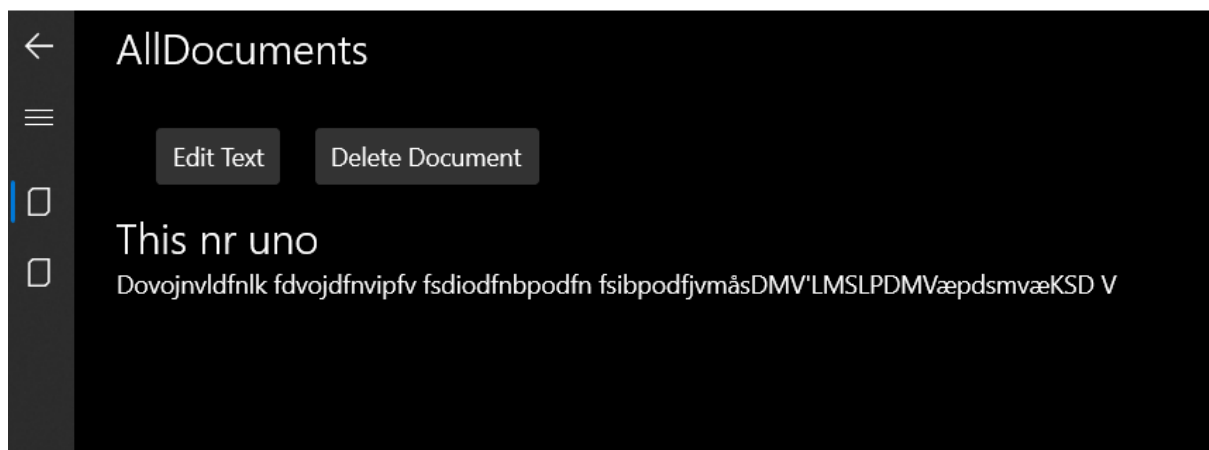 AllDocuments
Edit Text
Delete Document
This nr uno
Dovojnvldfnlk fdvojdfnvipfv fsdiodfnbpodfn fsibpodfjvmåsDMV'LMSLPDMVæpdsmvæKSD V